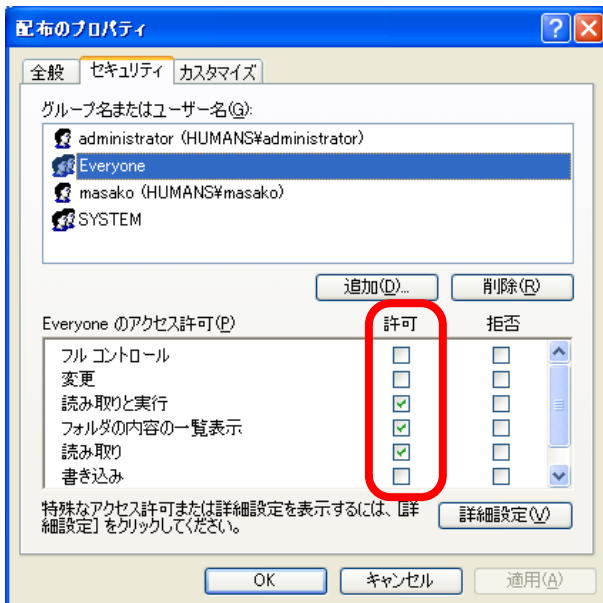 配布のプロパティ
全般 セキュリティ カスタマイズ
グループ名またはユーザー名(G):
administrator (HUMANS¥administrator)
Everyone
masako (HUMANS¥masako)
SYSTEM
追加(D)... 削除(R)
Everyone のアクセス許可(P) 許可 拒否
フル コントロール
変更
読み取りと実行
フォルダの内容の一覧表示
読み取り
書き込み
特殊なアクセス許可または詳細設定を表示するには、[詳
細設定] をクリックしてください。
詳細設定(V)
OK キャンセル 適用(A)